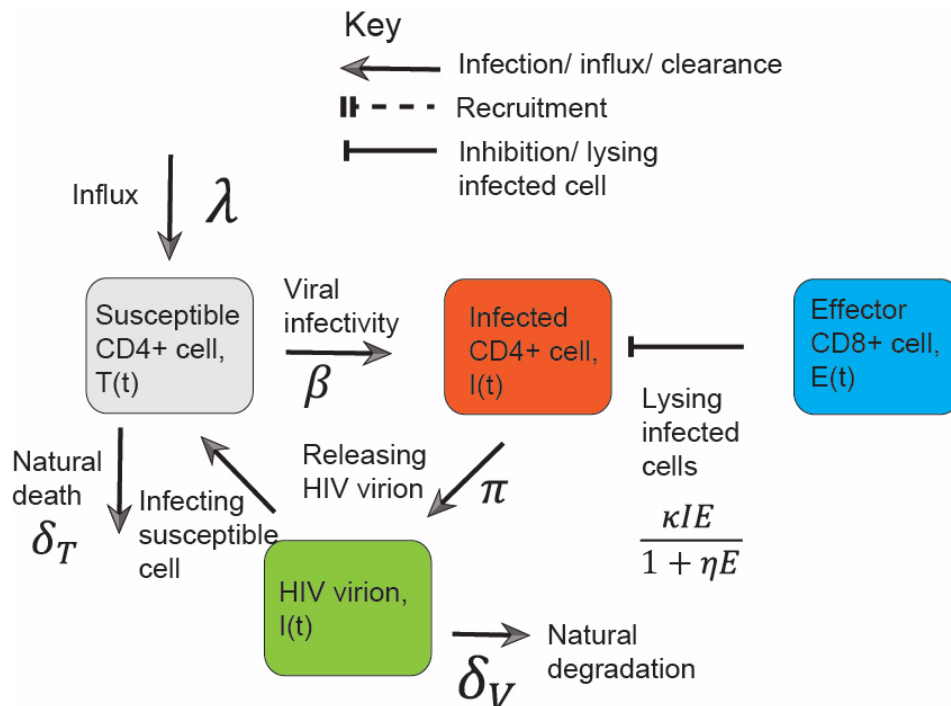 Key
Infection/ influx/ clearance
Recruitment
Inhibition/ lysing
infected cell
Influx
λ
Susceptible
CD4+ cell,
T(t)
Viral
infectivity
β
Infected
CD4+ cell,
I(t)
Effector
CD8+ cell,
E(t)
Lysing
infected
cells
κIE
1 + ηE
Natural
death
δ_T
Infecting
susceptible
cell
Releasing
HIV virion
π
HIV virion,
I(t)
δ_V
Natural
degradation